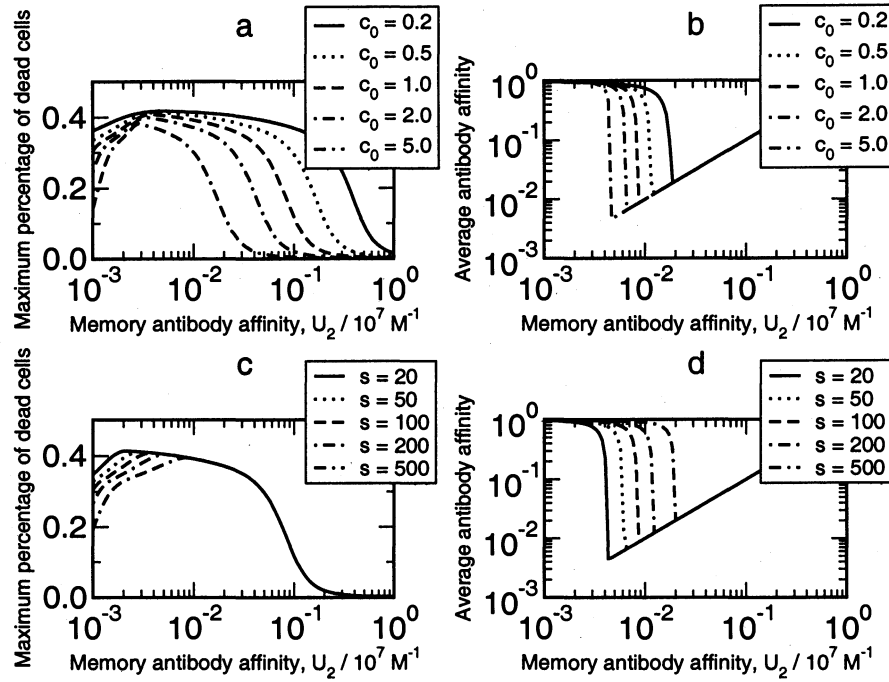 a
c₀ = 0.2
c₀ = 0.5
c₀ = 1.0
c₀ = 2.0
c₀ = 5.0
Maximum percentage of dead cells
0.4
0.2
0.0
10⁻³ 10⁻² 10⁻¹ 10⁰
Memory antibody affinity, U₂ / 10⁷ M⁻¹
b
c₀ = 0.2
c₀ = 0.5
c₀ = 1.0
c₀ = 2.0
c₀ = 5.0
Average antibody affinity
10⁰
10⁻¹
10⁻²
10⁻³
10⁻³ 10⁻² 10⁻¹ 10⁰
Memory antibody affinity, U₂ / 10⁷ M⁻¹
c
s = 20
s = 50
s = 100
s = 200
s = 500
Maximum percentage of dead cells
0.4
0.2
0.0
10⁻³ 10⁻² 10⁻¹ 10⁰
Memory antibody affinity, U₂ / 10⁷ M⁻¹
d
s = 20
s = 50
s = 100
s = 200
s = 500
Average antibody affinity
10⁰
10⁻¹
10⁻²
10⁻³
10⁻³ 10⁻² 10⁻¹ 10⁰
Memory antibody affinity, U₂ / 10⁷ M⁻¹